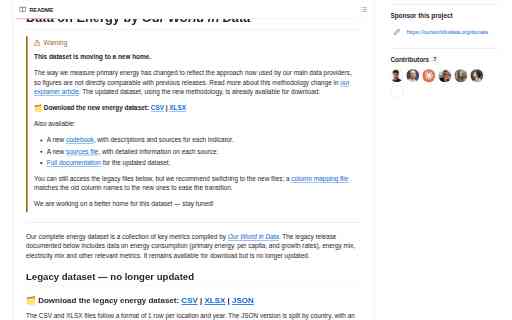 README
Data on Energy by Our World in Data
Warning
This dataset is moving to a new home.
The way we measure primary energy has changed to reflect the approach now used by our main data providers,
so figures are not directly comparable with previous releases. Read more about this methodology change in our
explainer article. The updated dataset, using the new methodology, is already available for download:
Download the new energy dataset: CSV | XLSX
Also available:
• A new codebook, with descriptions and sources for each indicator.
• A new sources file, with detailed information on each source.
• Full documentation for the updated dataset.
You can still access the legacy files below, but we recommend switching to the new files; a column mapping file
matches the old column names to the new ones to ease the transition.
We are working on a better home for this dataset — stay tuned!
Our complete energy dataset is a collection of key metrics compiled by Our World in Data. The legacy release
documented below includes data on energy consumption (primary energy, per capita, and growth rates), energy mix,
electricity mix and other relevant metrics. It remains available for download but is no longer updated.
Legacy dataset — no longer updated
Download the legacy energy dataset: CSV | XLSX | JSON
The CSV and XLSX files follow a format of 1 row per location and year. The JSON version is split by country, with an
Sponsor this project
https://ourworldindata.org/donate
Contributors 7